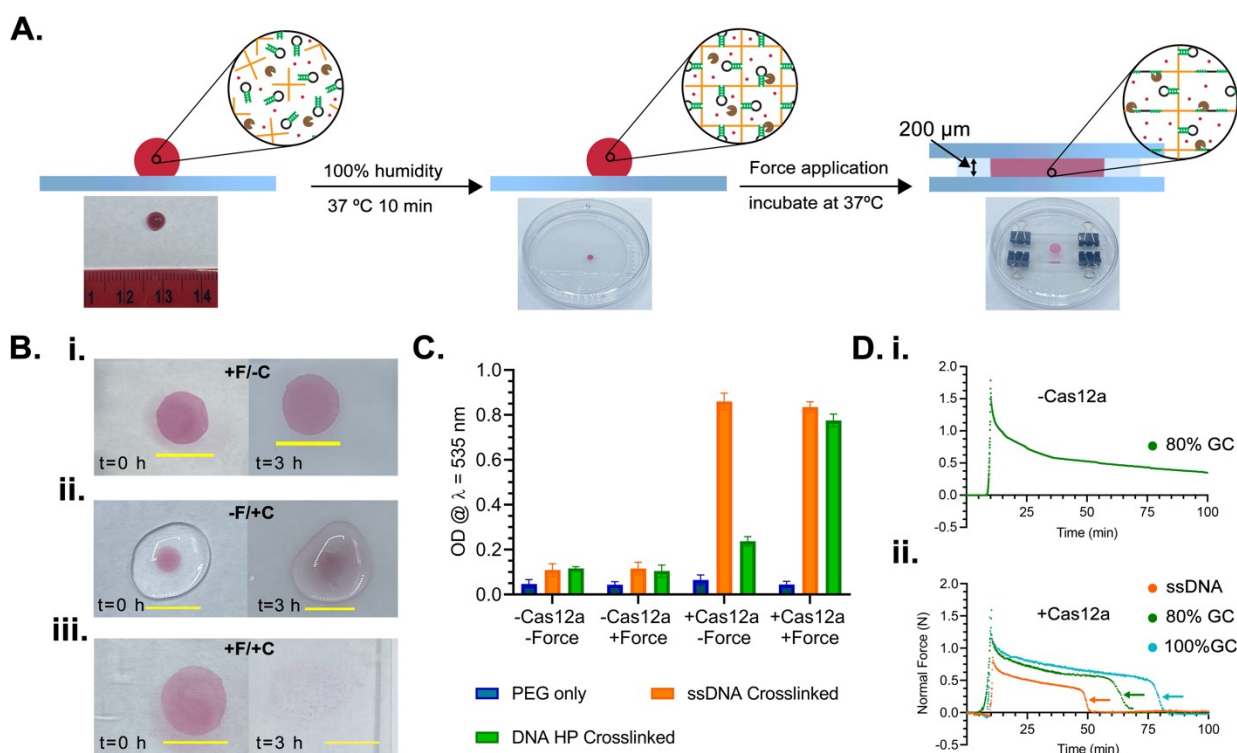 A.
100% humidity
37 ºC 10 min
Force application
incubate at 37ºC
200 µm
1 12 13 14
B.
i.
+F/-C
t=0 h
t=3 h
ii.
-F/+C
t=0 h
t=3 h
iii.
+F/+C
t=0 h
t=3 h
C.
OD @ λ = 535 nm
1.0
0.8
0.6
0.4
0.2
0.0
-Cas12a
-Force
-Cas12a
+Force
+Cas12a
-Force
+Cas12a
+Force
PEG only
ssDNA Crosslinked
DNA HP Crosslinked
D. i.
2.0
1.5
1.0
0.5
0.0
-0.5
-Cas12a
80% GC
25 50 75 100
Time (min)
ii.
Normal Force (N)
2.0
1.5
1.0
0.5
0.0
-0.5
+Cas12a
ssDNA
80% GC
100%GC
25 50 75 100
Time (min)